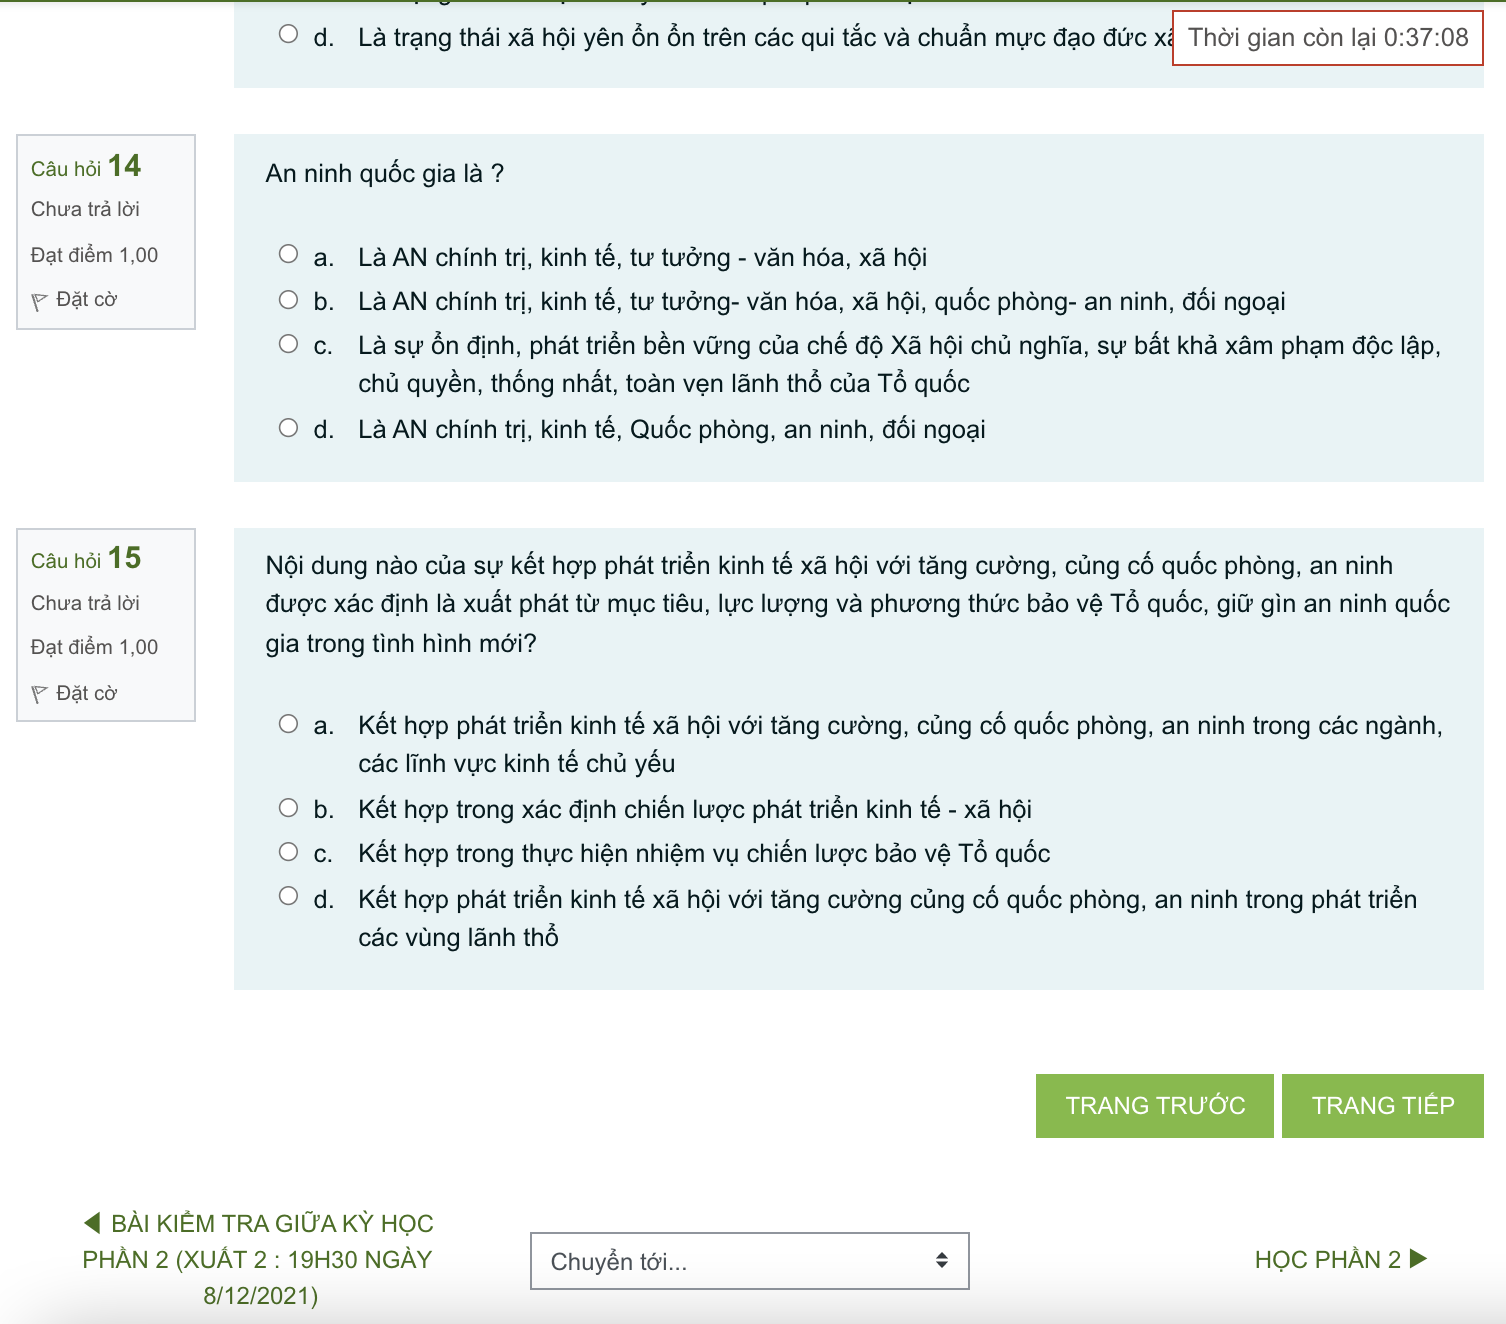 d. Là trạng thái xã hội yên ổn ổn trên các qui tắc và chuẩn mực đạo đức
Thời gian còn lại 0:37:08
Câu hỏi 14
Chưa trả lời
Đạt điểm 1,00
Đặt cờ
An ninh quốc gia là ?
a. Là AN chính trị, kinh tế, tư tưởng - văn hóa, xã hội
b. Là AN chính trị, kinh tế, tư tưởng- văn hóa, xã hội, quốc phòng- an ninh, đối ngoại
c. Là sự ổn định, phát triển bền vững của chế độ Xã hội chủ nghĩa, sự bất khả xâm phạm độc lập,
chủ quyền, thống nhất, toàn vẹn lãnh thổ của Tổ quốc
d. Là AN chính trị, kinh tế, Quốc phòng, an ninh, đối ngoại
Câu hỏi 15
Chưa trả lời
Đạt điểm 1,00
Đặt cờ
Nội dung nào của sự kết hợp phát triển kinh tế xã hội với tăng cường, củng cố quốc phòng, an ninh
được xác định là xuất phát từ mục tiêu, lực lượng và phương thức bảo vệ Tổ quốc, giữ gìn an ninh quốc
gia trong tình hình mới?
a. Kết hợp phát triển kinh tế xã hội với tăng cường, củng cố quốc phòng, an ninh trong các ngành,
các lĩnh vực kinh tế chủ yếu
b. Kết hợp trong xác định chiến lược phát triển kinh tế - xã hội
c. Kết hợp trong thực hiện nhiệm vụ chiến lược bảo vệ Tổ quốc
d. Kết hợp phát triển kinh tế xã hội với tăng cường củng cố quốc phòng, an ninh trong phát triển
các vùng lãnh thổ
TRANG TRƯỚC
TRANG TIẾP
BÀI KIỂM TRA GIỮA KỲ HỌC
PHẦN 2 (XUẤT 2 : 19H30 NGÀY
8/12/2021)
Chuyển tới...
HỌC PHẦN 2